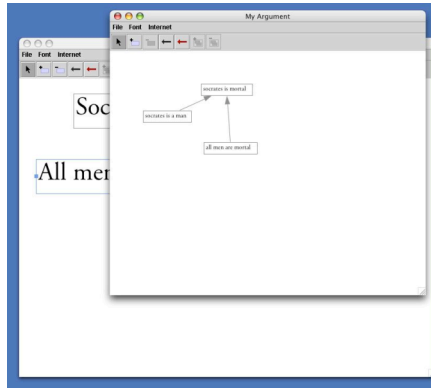 My Argument
File Font Internet
socrates is mortal
socrates is a man
all men are mortal
File Font Internet
Soc
All mer